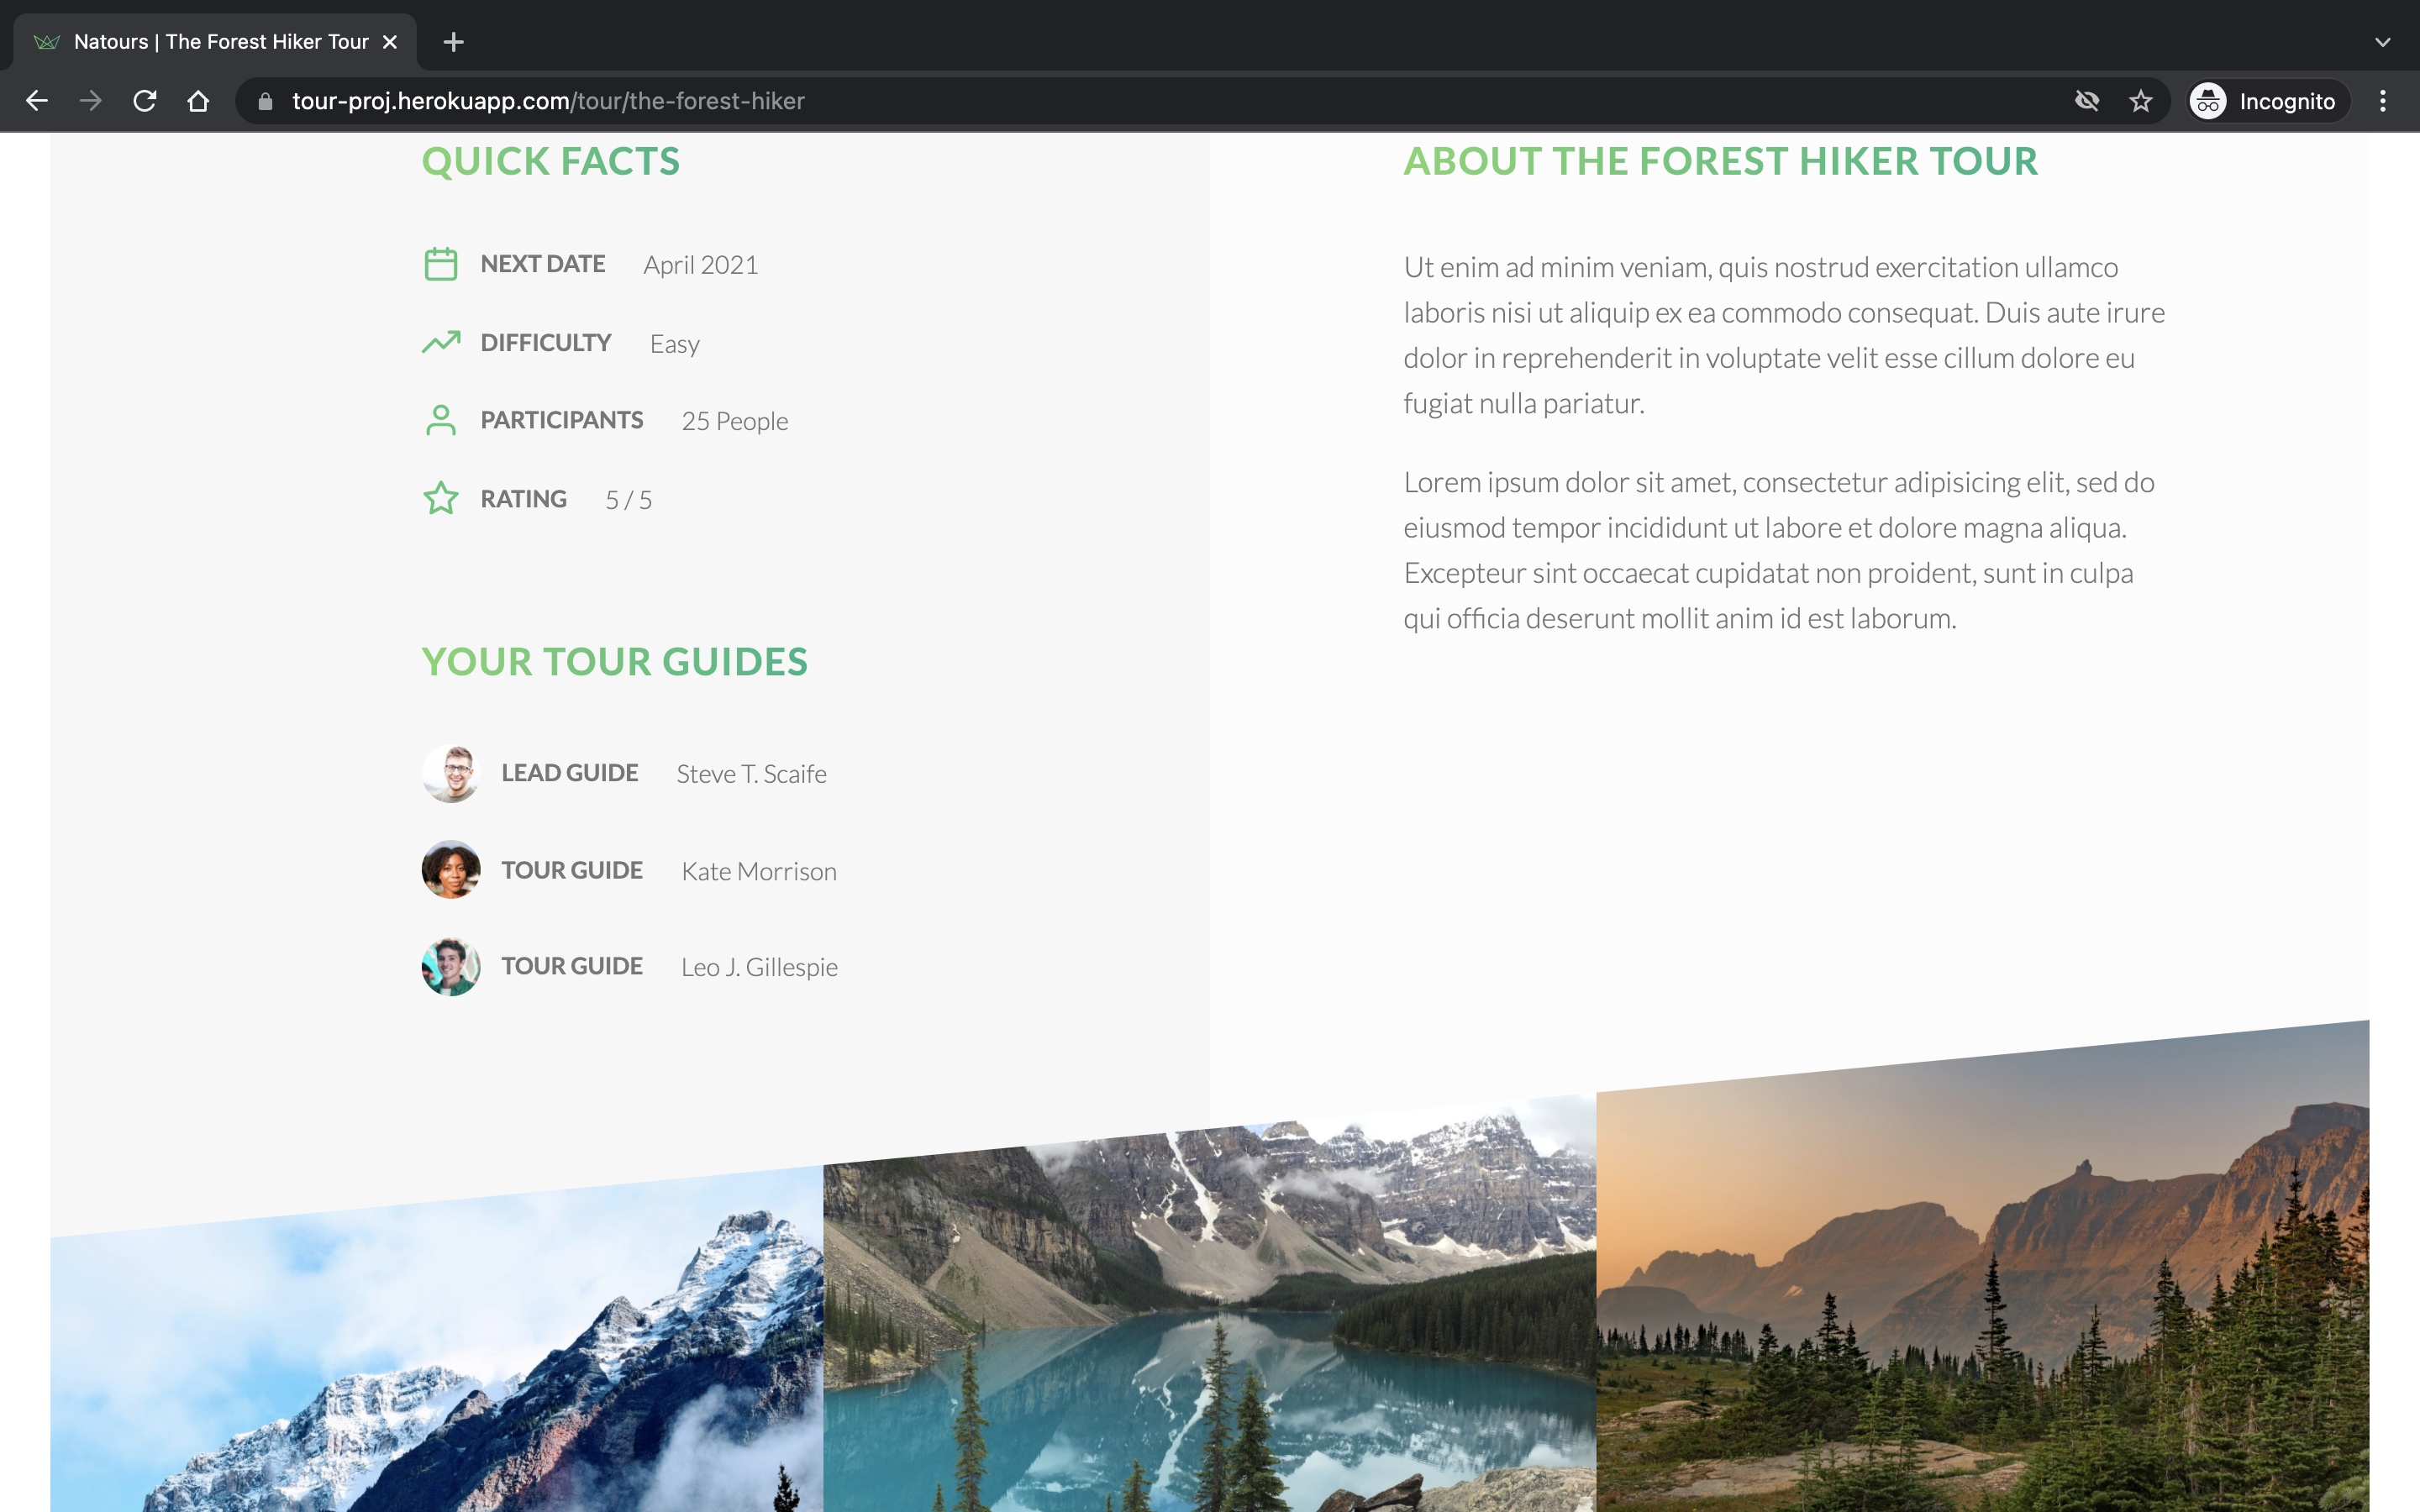 Natours | The Forest Hiker Tour
tour-proj.herokuapp.com/tour/the-forest-hiker
Incognito
QUICK FACTS
NEXT DATE April 2021
DIFFICULTY Easy
PARTICIPANTS 25 People
RATING 5 / 5
YOUR TOUR GUIDES
LEAD GUIDE Steve T. Scaife
TOUR GUIDE Kate Morrison
TOUR GUIDE Leo J. Gillespie
ABOUT THE FOREST HIKER TOUR
Ut enim ad minim veniam, quis nostrud exercitation ullamco
laboris nisi ut aliquip ex ea commodo consequat. Duis aute irure
dolor in reprehenderit in voluptate velit esse cillum dolore eu
fugiat nulla pariatur.
Lorem ipsum dolor sit amet, consectetur adipisicing elit, sed do
eiusmod tempor incididunt ut labore et dolore magna aliqua.
Excepteur sint occaecat cupidatat non proident, sunt in culpa
qui officia deserunt mollit anim id est laborum.